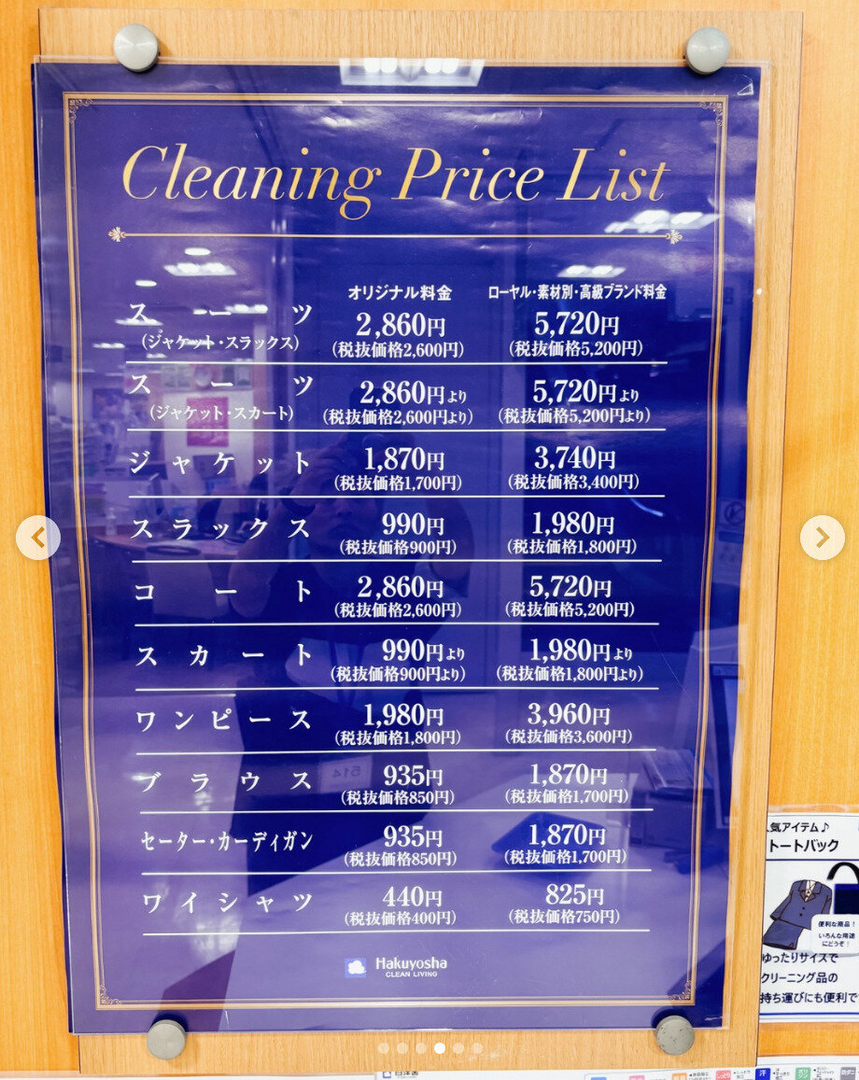 Cleaning Price List
オリジナル料金 ローヤル・素材別・高級ブランド料金
スーツ 2,860円 5,720円
(ジャケット・スラックス) (税抜価格2,600円) (税抜価格5,200円)
スーツ 2,860円より 5,720円より
(ジャケット・スカート) (税抜価格2,600円より) (税抜価格5,200円より)
ジャケット 1,870円 3,740円
(税抜価格1,700円) (税抜価格3,400円)
スラックス 990円 1,980円
(税抜価格900円) (税抜価格1,800円)
コート 2,860円 5,720円
(税抜価格2,600円) (税抜価格5,200円)
スカート 990円より 1,980円より
(税抜価格900円より) (税抜価格1,800円より)
ワンピース 1,980円 3,960円
(税抜価格1,800円) (税抜価格3,600円)
ブラウス 935円 1,870円
(税抜価格850円) (税抜価格1,700円)
セーター・カーディガン 935円 1,870円
(税抜価格850円) (税抜価格1,700円)
ワイシャツ 440円 825円
(税抜価格400円) (税抜価格750円)
Hakuyosha
CLEAN LIVING
気アイテム♪
トートバック
便利な商品!
いろんな用途
にどうぞ!
ゆったりサイズで
クリーニング品の
持ち運びにも便利で